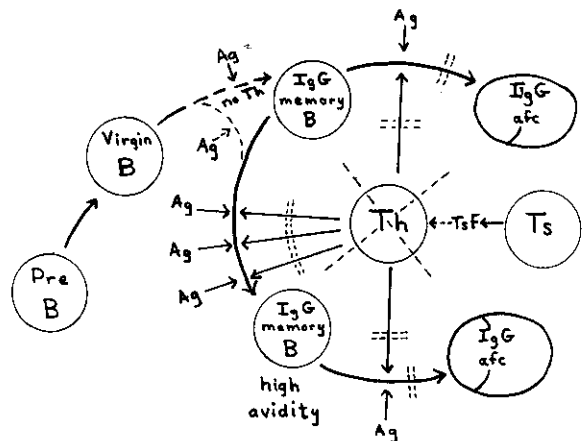 Ag
Ag
no Th
IgG
memory
B
IgG
afc
Virgin
B
Ag
Ag
Ag
Ag
Th
TsF
Ts
Pre
B
IgG
memory
B
high
avidity
IgG
afc
Ag